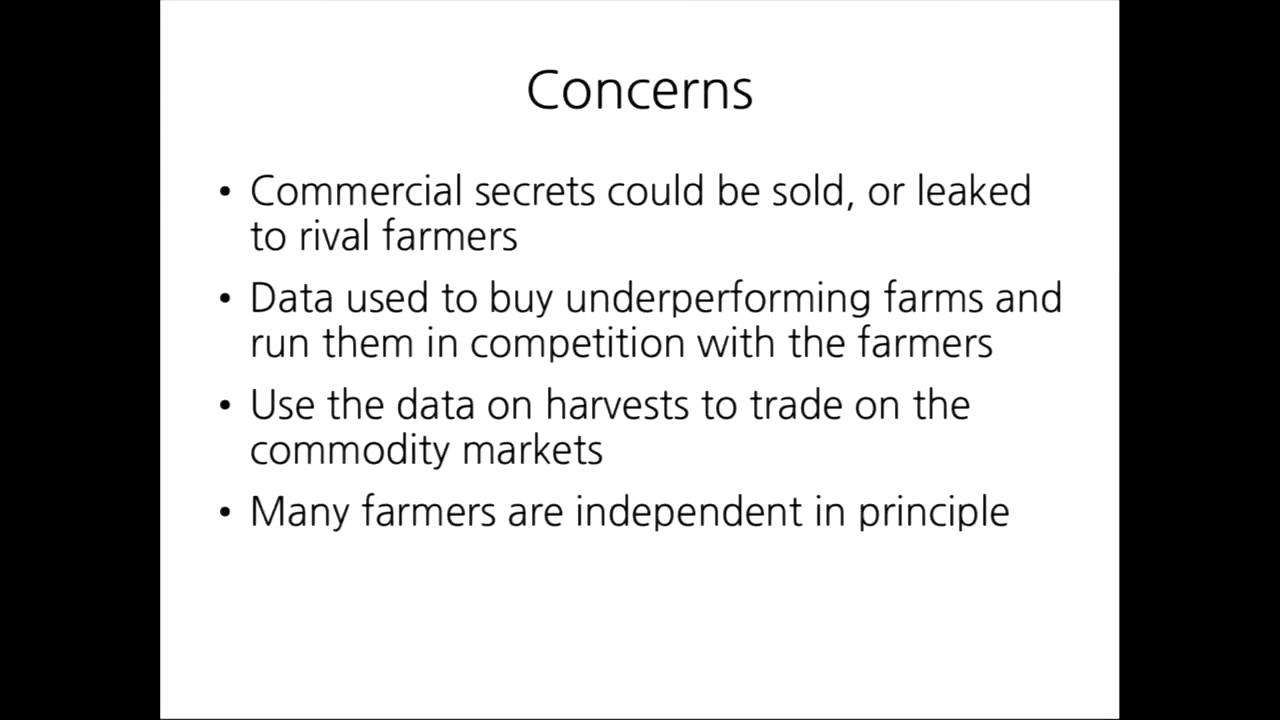 Concerns
• Commercial secrets could be sold, or leaked
to rival farmers
• Data used to buy underperforming farms and
run them in competition with the farmers
• Use the data on harvests to trade on the
commodity markets
• Many farmers are independent in principle